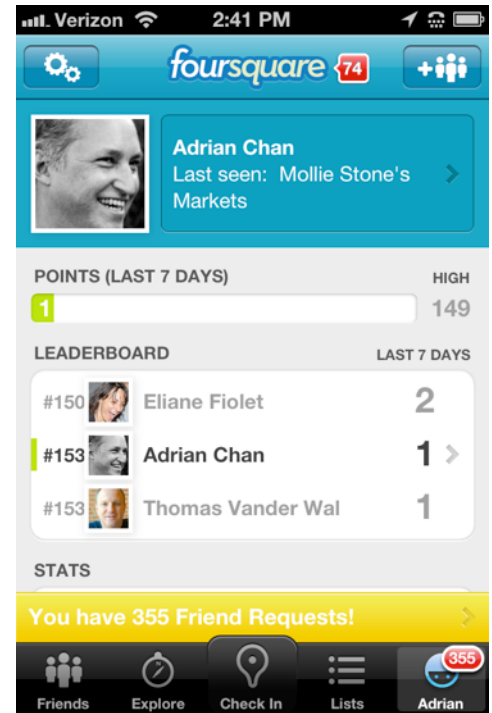 Verizon 2:41 PM
foursquare 74
+
Adrian Chan
Last seen: Mollie Stone's
Markets
POINTS (LAST 7 DAYS) HIGH
1 149
LEADERBOARD LAST 7 DAYS
#150 Eliane Fiolet 2
#153 Adrian Chan 1
#153 Thomas Vander Wal 1
STATS
You have 355 Friend Requests!
355
Friends Explore Check In Lists Adrian